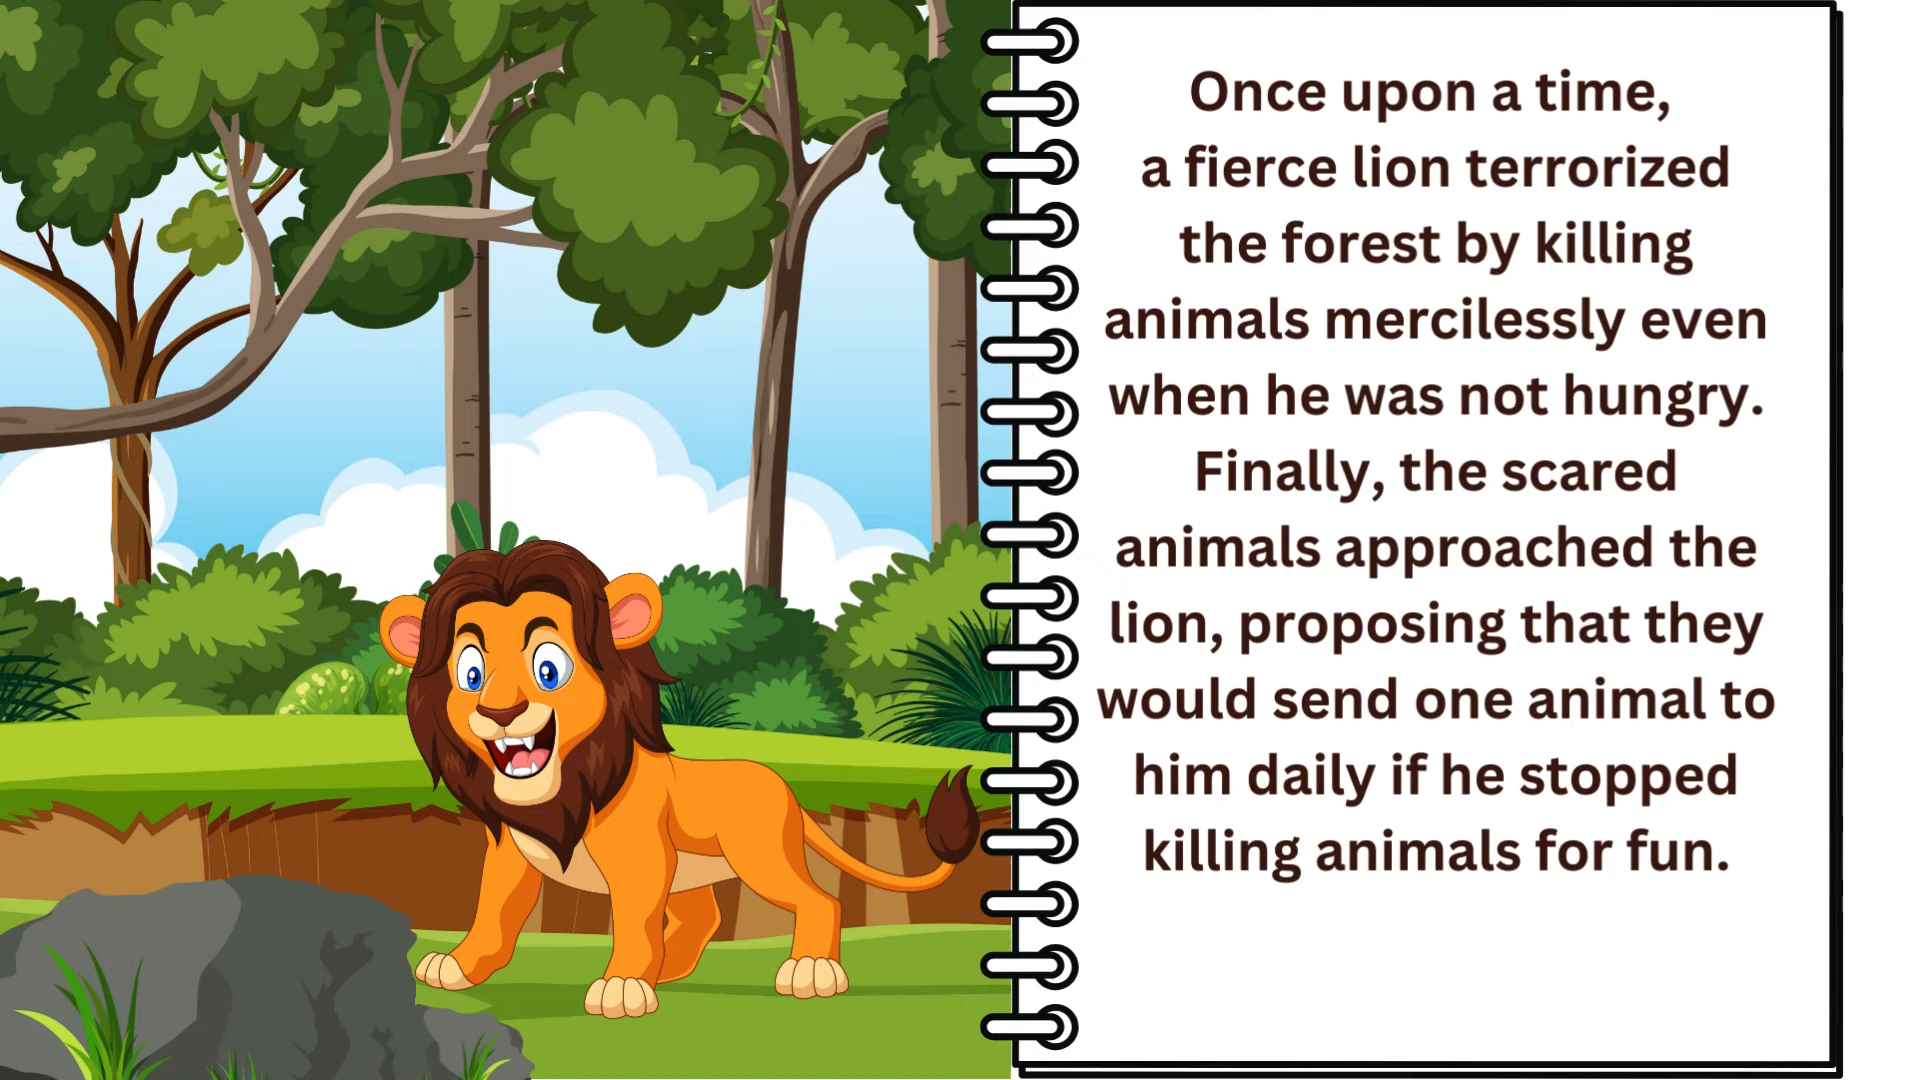 Once upon a time,
a fierce lion terrorized
the forest by killing
animals mercilessly even
when he was not hungry.
Finally, the scared
animals approached the
lion, proposing that they
would send one animal to
him daily if he stopped
killing animals for fun.